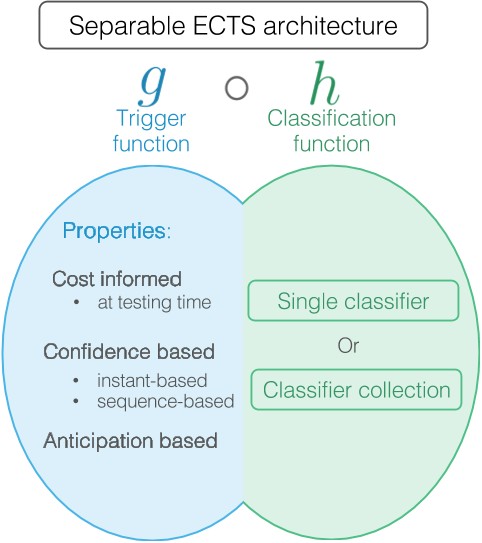 Separable ECTS architecture
g ○ h
Trigger function
Classification function
Properties:
Cost informed
• at testing time
Confidence based
• instant-based
• sequence-based
Anticipation based
Single classifier
Or
Classifier collection